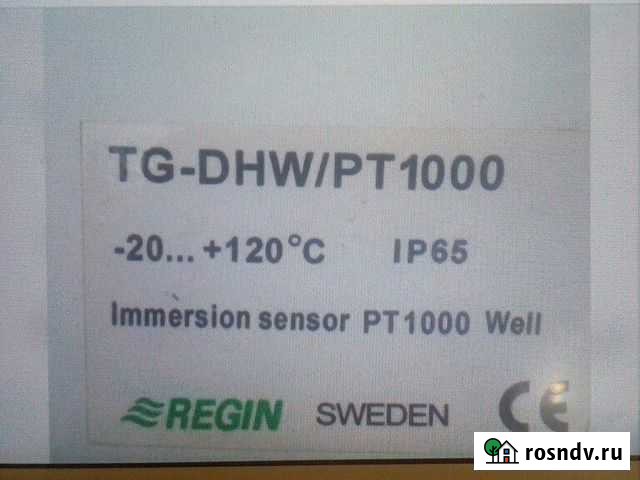 TG-DHW/PT1000
-20... +120°C IP65
Immersion sensor PT1000 Well
REGIN SWEDEN CE
rosndv.ru